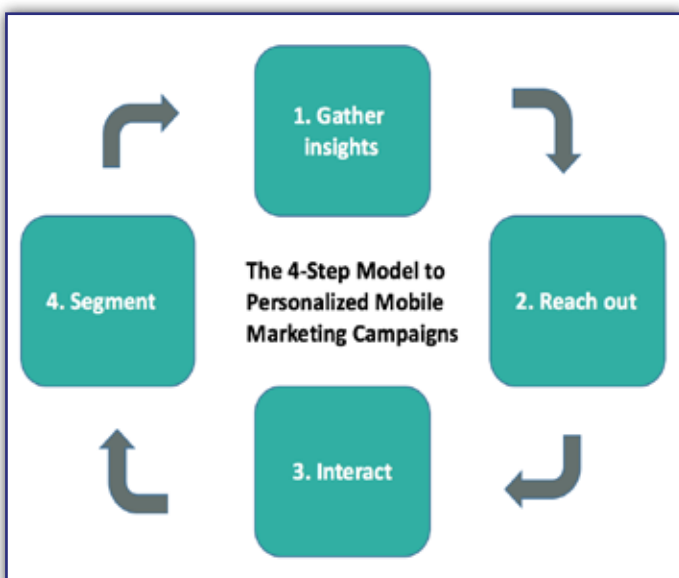 1. Gather
insights
The 4-Step Model to
Personalized Mobile
Marketing Campaigns
4. Segment
2. Reach out
3. Interact